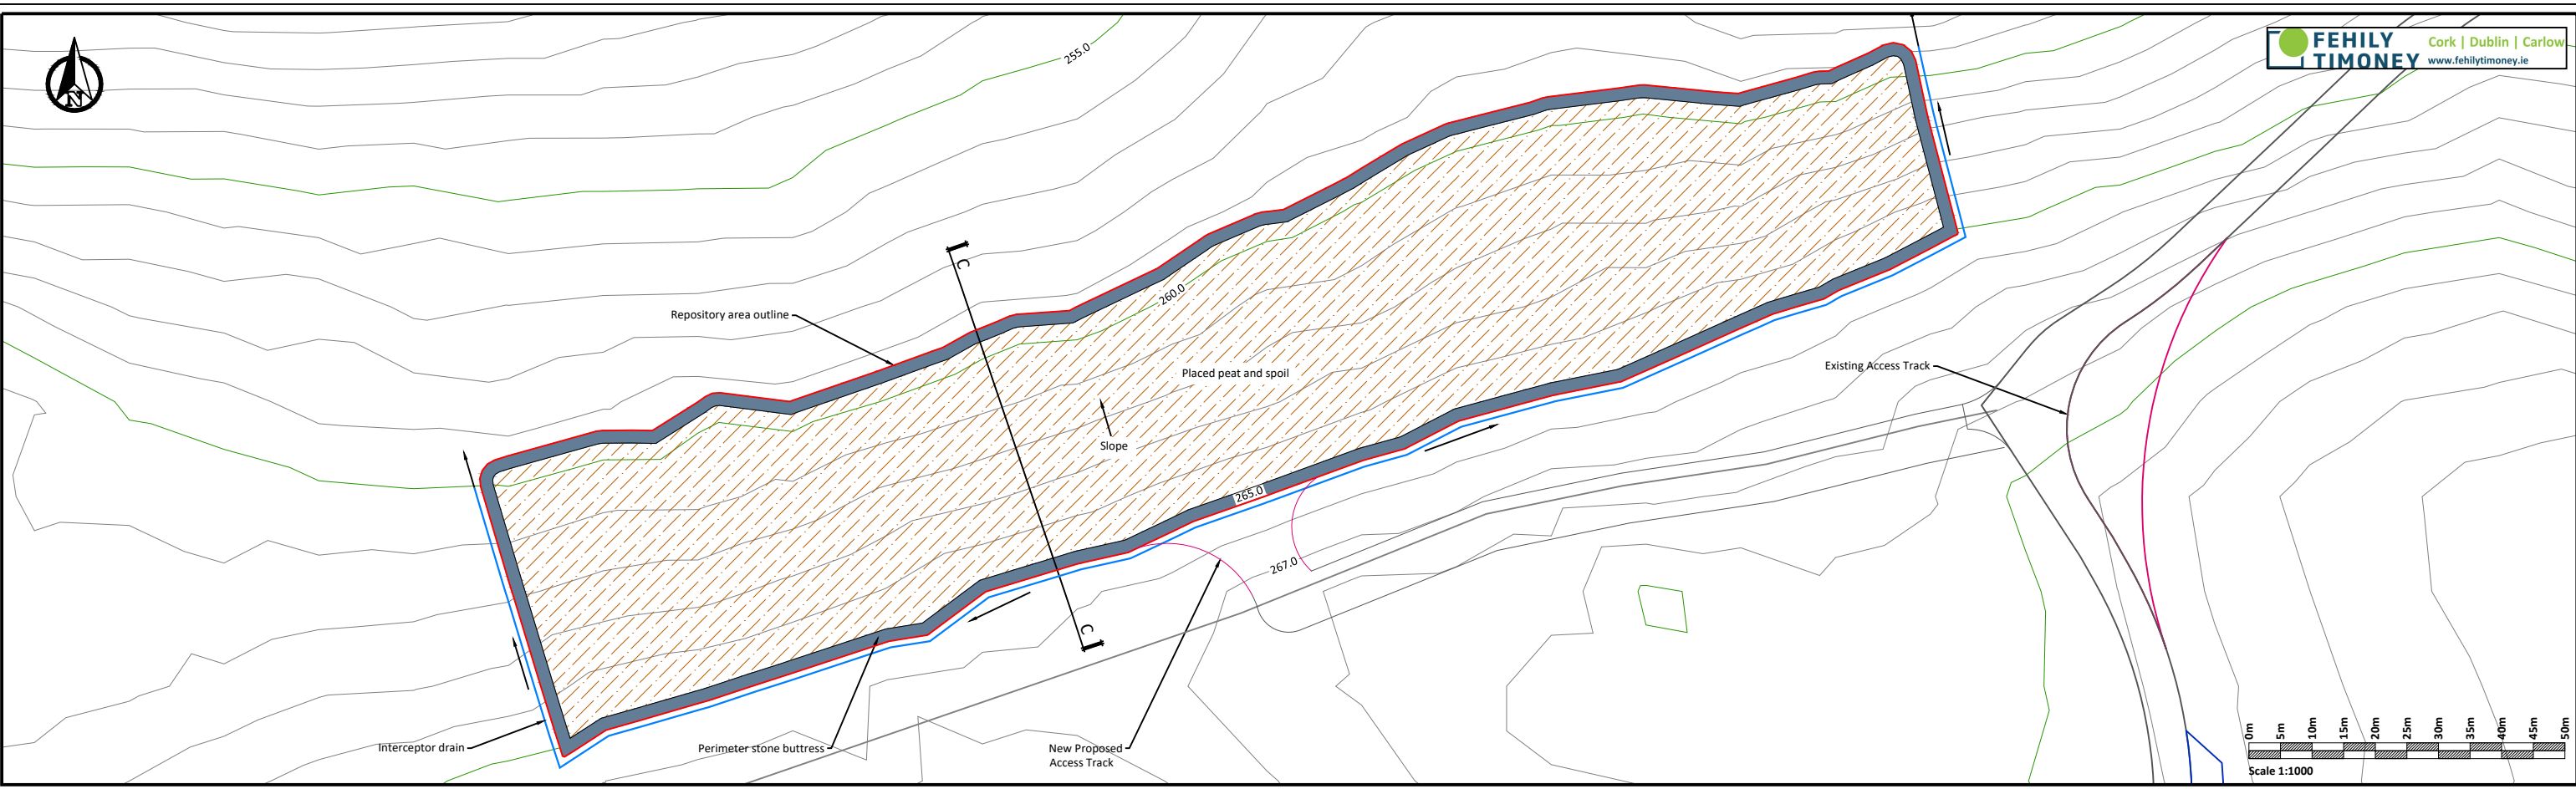 N
255.0
FEHILY
TIMONEY
Cork | Dublin | Carlow
www.fehilytimoney.ie
C
Repository area outline
260.0
Placed peat and spoil
Existing Access Track
Slope
265.0
267.0
C
Interceptor drain
Perimeter stone buttress
New Proposed
Access Track
0m
5m
10m
15m
20m
25m
30m
35m
40m
45m
50m
Scale 1:1000